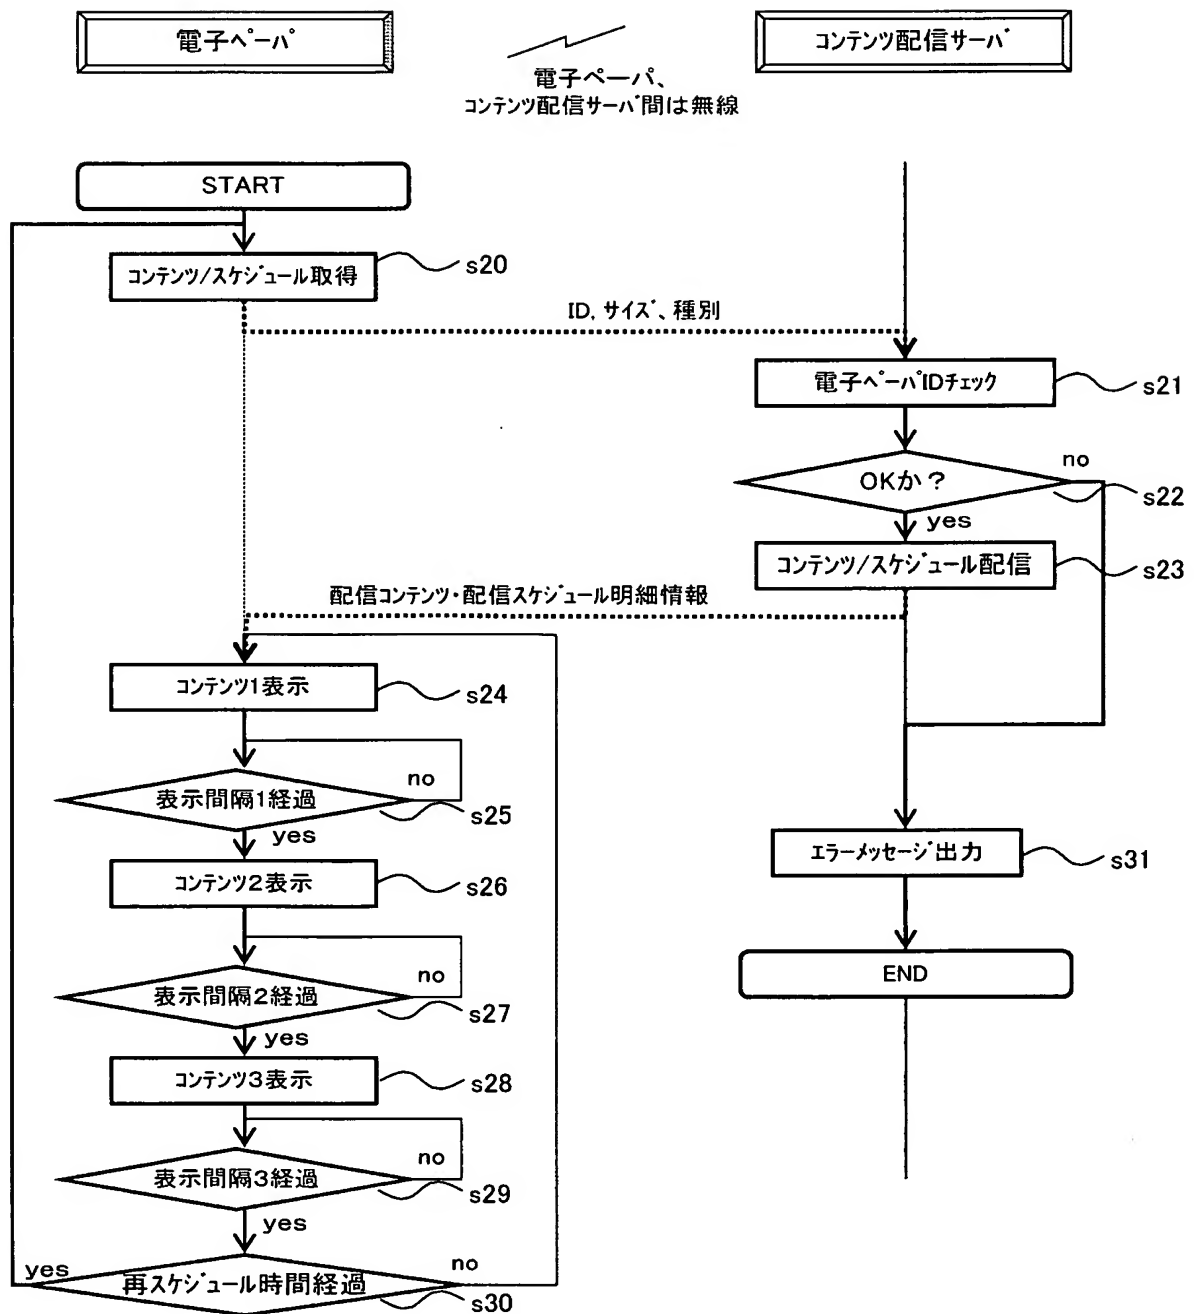 電子ペーパ
コンテンツ配信サーバ
電子ペーパ、
コンテンツ配信サーバ間は無線
START
コンテンツ/スケジュール取得
s20
ID, サイズ、種別
電子ペーパIDチェック
s21
OKか?
no
s22
yes
コンテンツ/スケジュール配信
s23
配信コンテンツ・配信スケジュール明細情報
コンテンツ1表示
s24
表示間隔1経過
no
s25
yes
コンテンツ2表示
s26
表示間隔2経過
no
s27
yes
コンテンツ3表示
s28
表示間隔3経過
no
s29
yes
yes
再スケジュール時間経過
no
s30
エラーメッセージ出力
s31
END